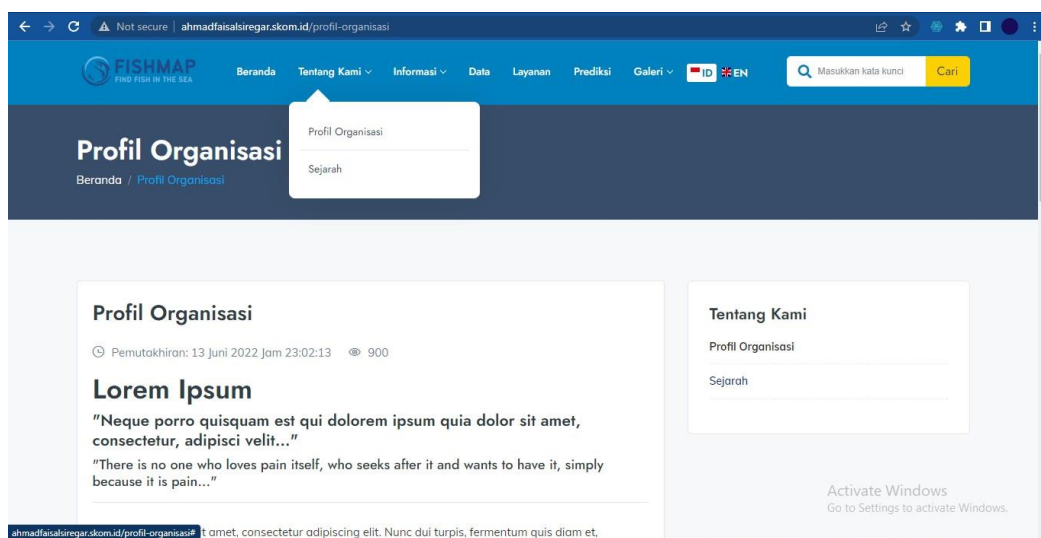 Not secure | ahmadfaisalsiregar.skom.id/profil-organisasi
FISHMAP
FIND FISH IN THE SEA
Beranda Tentang Kami Informasi Data Layanan Prediksi Galeri ID EN Masukkan kata kunci Cari
Profil Organisasi
Sejarah
Profil Organisasi
Beranda / Profil Organisasi
Profil Organisasi
Pemutakhiran: 13 Juni 2022 Jam 23:02:13 900
Lorem Ipsum
"Neque porro quisquam est qui dolorem ipsum quia dolor sit amet,
consectetur, adipisci velit..."
"There is no one who loves pain itself, who seeks after it and wants to have it, simply
because it is pain..."
t amet, consectetur adipiscing elit. Nunc dui turpis, fermentum quis diam et,
Tentang Kami
Profil Organisasi
Sejarah
Activate Windows
Go to Settings to activate Windows.
ahmadfaisalsiregar.skom.id/profil-organisasi#